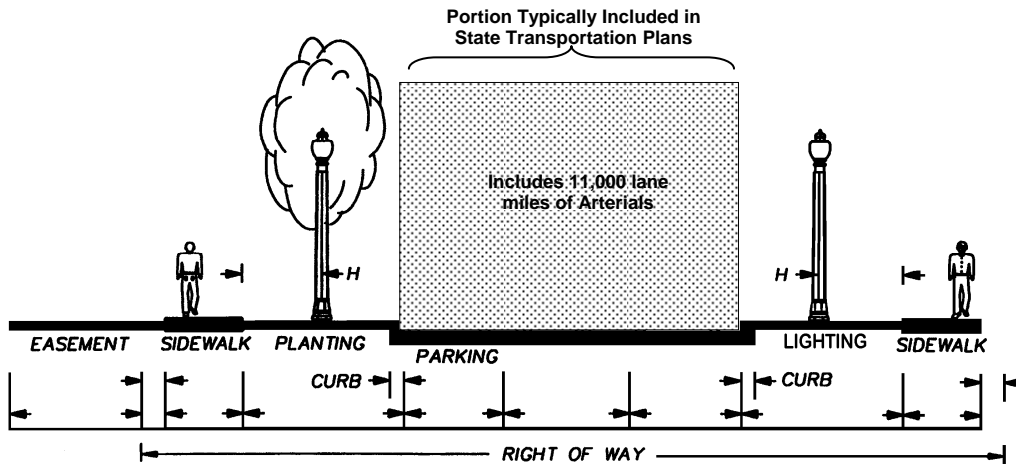 Portion Typically Included in
State Transportation Plans
Includes 11,000 lane
miles of Arterials
H
H
EASEMENT
SIDEWALK
PLANTING
PARKING
LIGHTING
SIDEWALK
CURB
CURB
RIGHT OF WAY